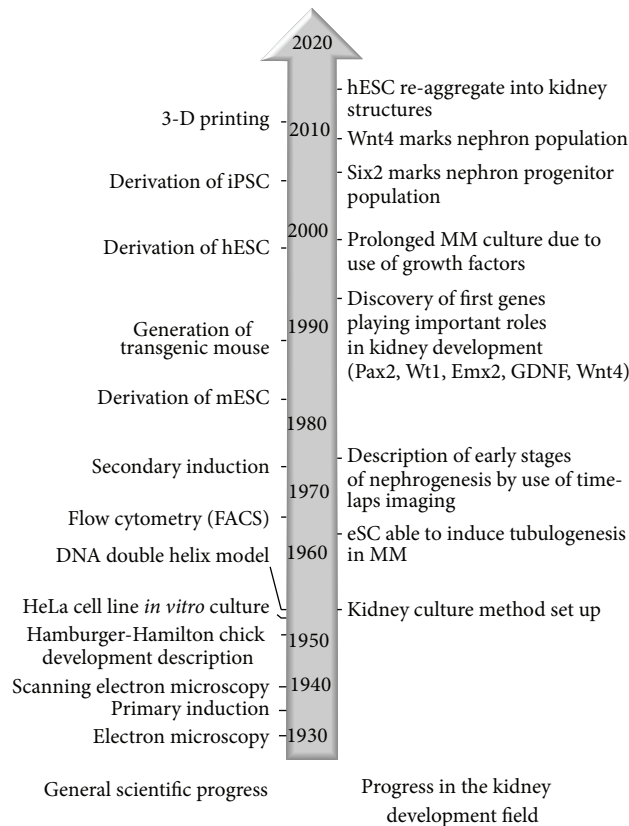 2020
hESC re-aggregate into kidney
structures
3-D printing
2010
Wnt4 marks nephron population
Six2 marks nephron progenitor
population
Derivation of iPSC
2000
Prolonged MM culture due to
use of growth factors
Derivation of hESC
Discovery of first genes
playing important roles
in kidney development
(Pax2, Wt1, Emx2, GDNF, Wnt4)
1990
Generation of
transgenic mouse
Derivation of mESC
1980
Description of early stages
of nephrogenesis by use of time-
laps imaging
Secondary induction
1970
Flow cytometry (FACS)
eSC able to induce tubulogenesis
in MM
1960
DNA double helix model
HeLa cell line in vitro culture
Kidney culture method set up
Hamburger-Hamilton chick
development description
1950
Scanning electron microscopy
1940
Primary induction
Electron microscopy
1930
General scientific progress
Progress in the kidney
development field